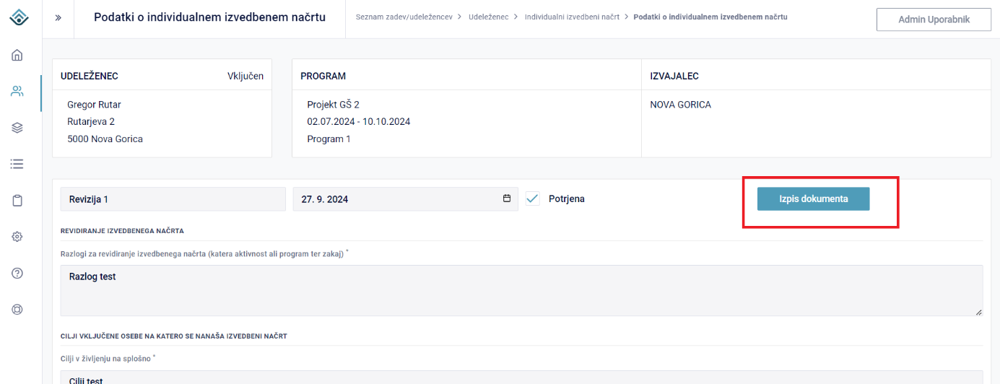 Podatki o individualnem izvedbenem načrtu
Seznam zadev/udeležencev > Udeleženec > Individualni izvedbeni načrt > Podatki o individualnem izvedbenem načrtu
Admin Uporabnik
UDELEŽENEC Vključen
Gregor Rutar
Rutarjeva 2
5000 Nova Gorica
PROGRAM
Projekt GŠ 2
02.07.2024 - 10.10.2024
Program 1
IZVAJALEC
NOVA GORICA
Revizija 1
27. 9. 2024
Potrjena
Izpis dokumenta
REVIDIRANJE IZVEDBENEGA NAČRTA
Razlogi za revidiranje izvedbenega načrta (katera aktivnost ali program ter zakaj) *
Razlog test
CILJI VKLJUČENE OSEBE NA KATERO SE NANAŠA IZVEDBENI NAČRT
Cilji v življenju na splošno *
Cilji test